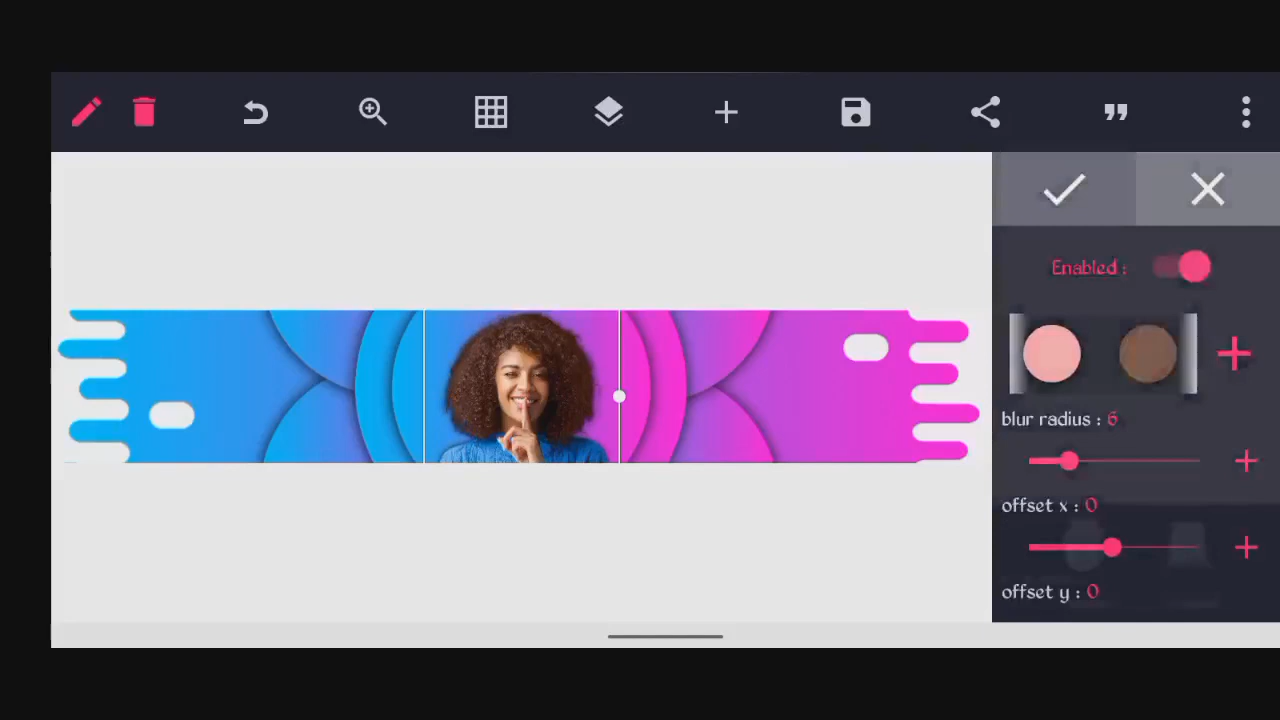 Enabled :
blur radius : 6
offset x : 0
offset y : 0